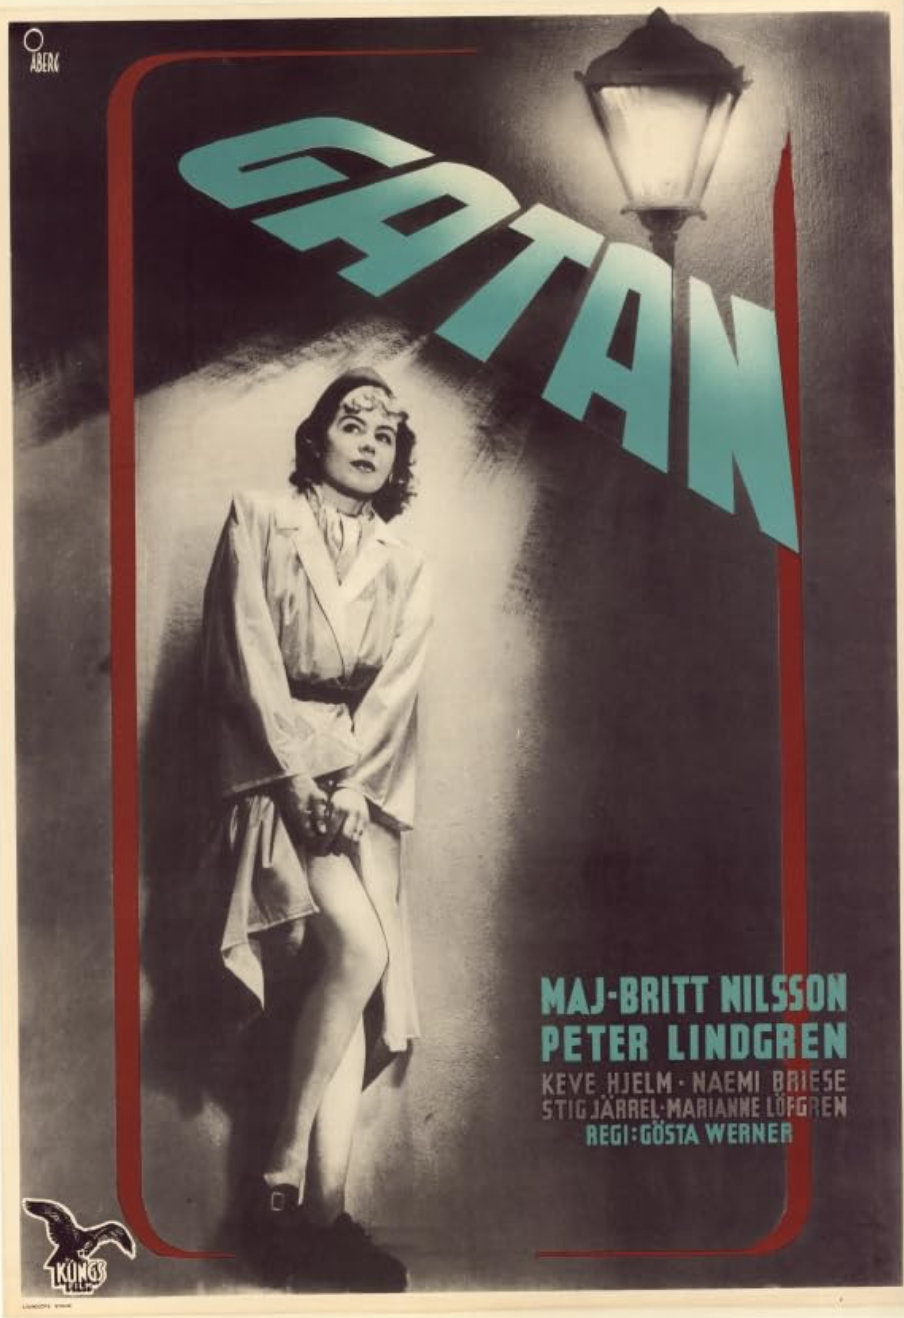 ÅBERG
GATAN
MAJ-BRITT NILSSON
PETER LINDGREN
KEVE HJELM · NAEMI BRIESE
STIG JÄRREL · MARIANNE LÖFGREN
REGI: GÖSTA WERNER
KUNGS
FILM